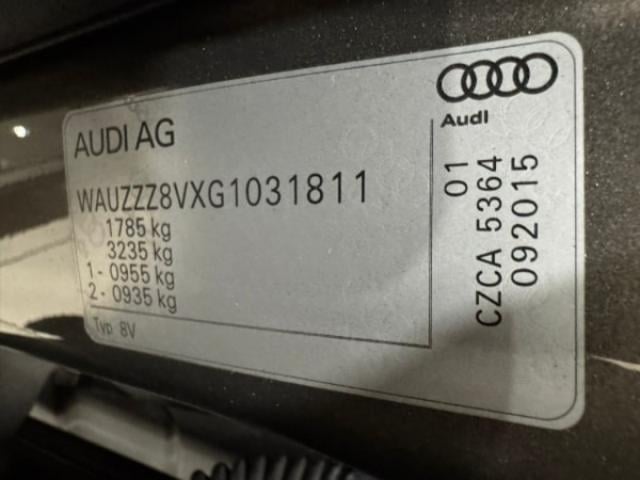 AUDI AG
WAUZZZ8VXG1031811
1785 kg
3235 kg
1 - 0955 kg
2 - 0935 kg
Typ 8V
Audi
01
CZCA 5364
092015